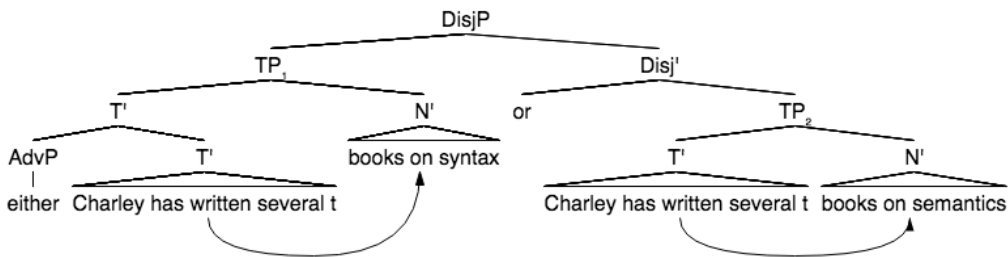 DisjP
TP₁ Disj'
T' N' or TP₂
AdvP T' books on syntax T' N'
either Charley has written several t Charley has written several t books on semantics